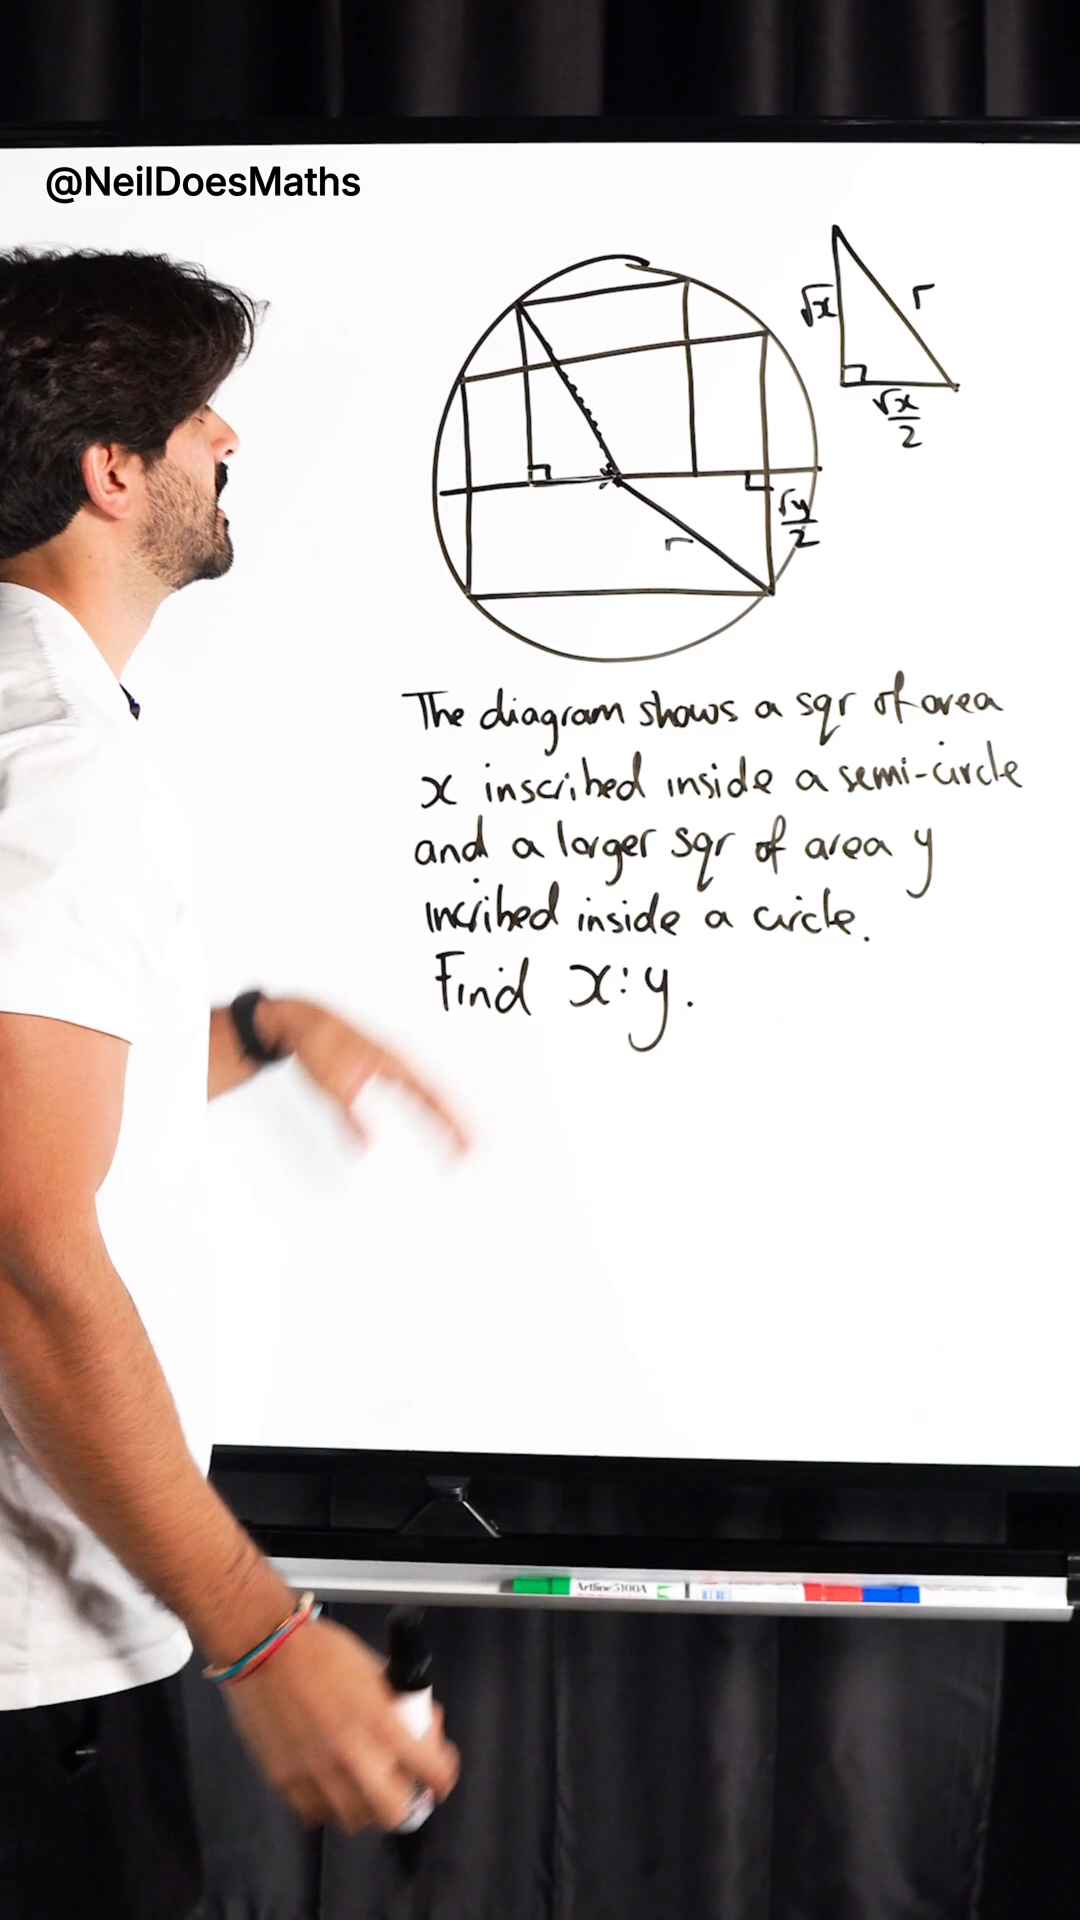 @NeilDoesMaths
√x
r
√x/2
√y/2
r
The diagram shows a sqr of area
x inscribed inside a semi-circle
and a larger sqr of area y
incribed inside a circle.
Find x:y.
Artline 5100A